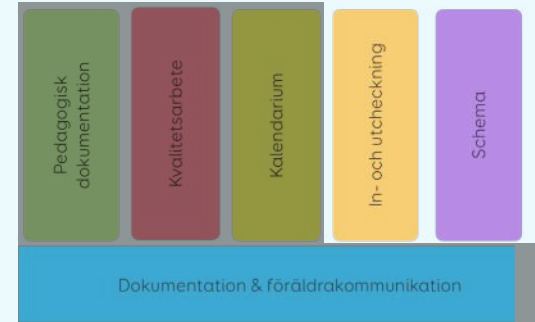 Pedagogisk
dokumentation
Kvalitetsarbete
Kalendarium
In- och utcheckning
Schema
Dokumentation & föräldrakommunikation